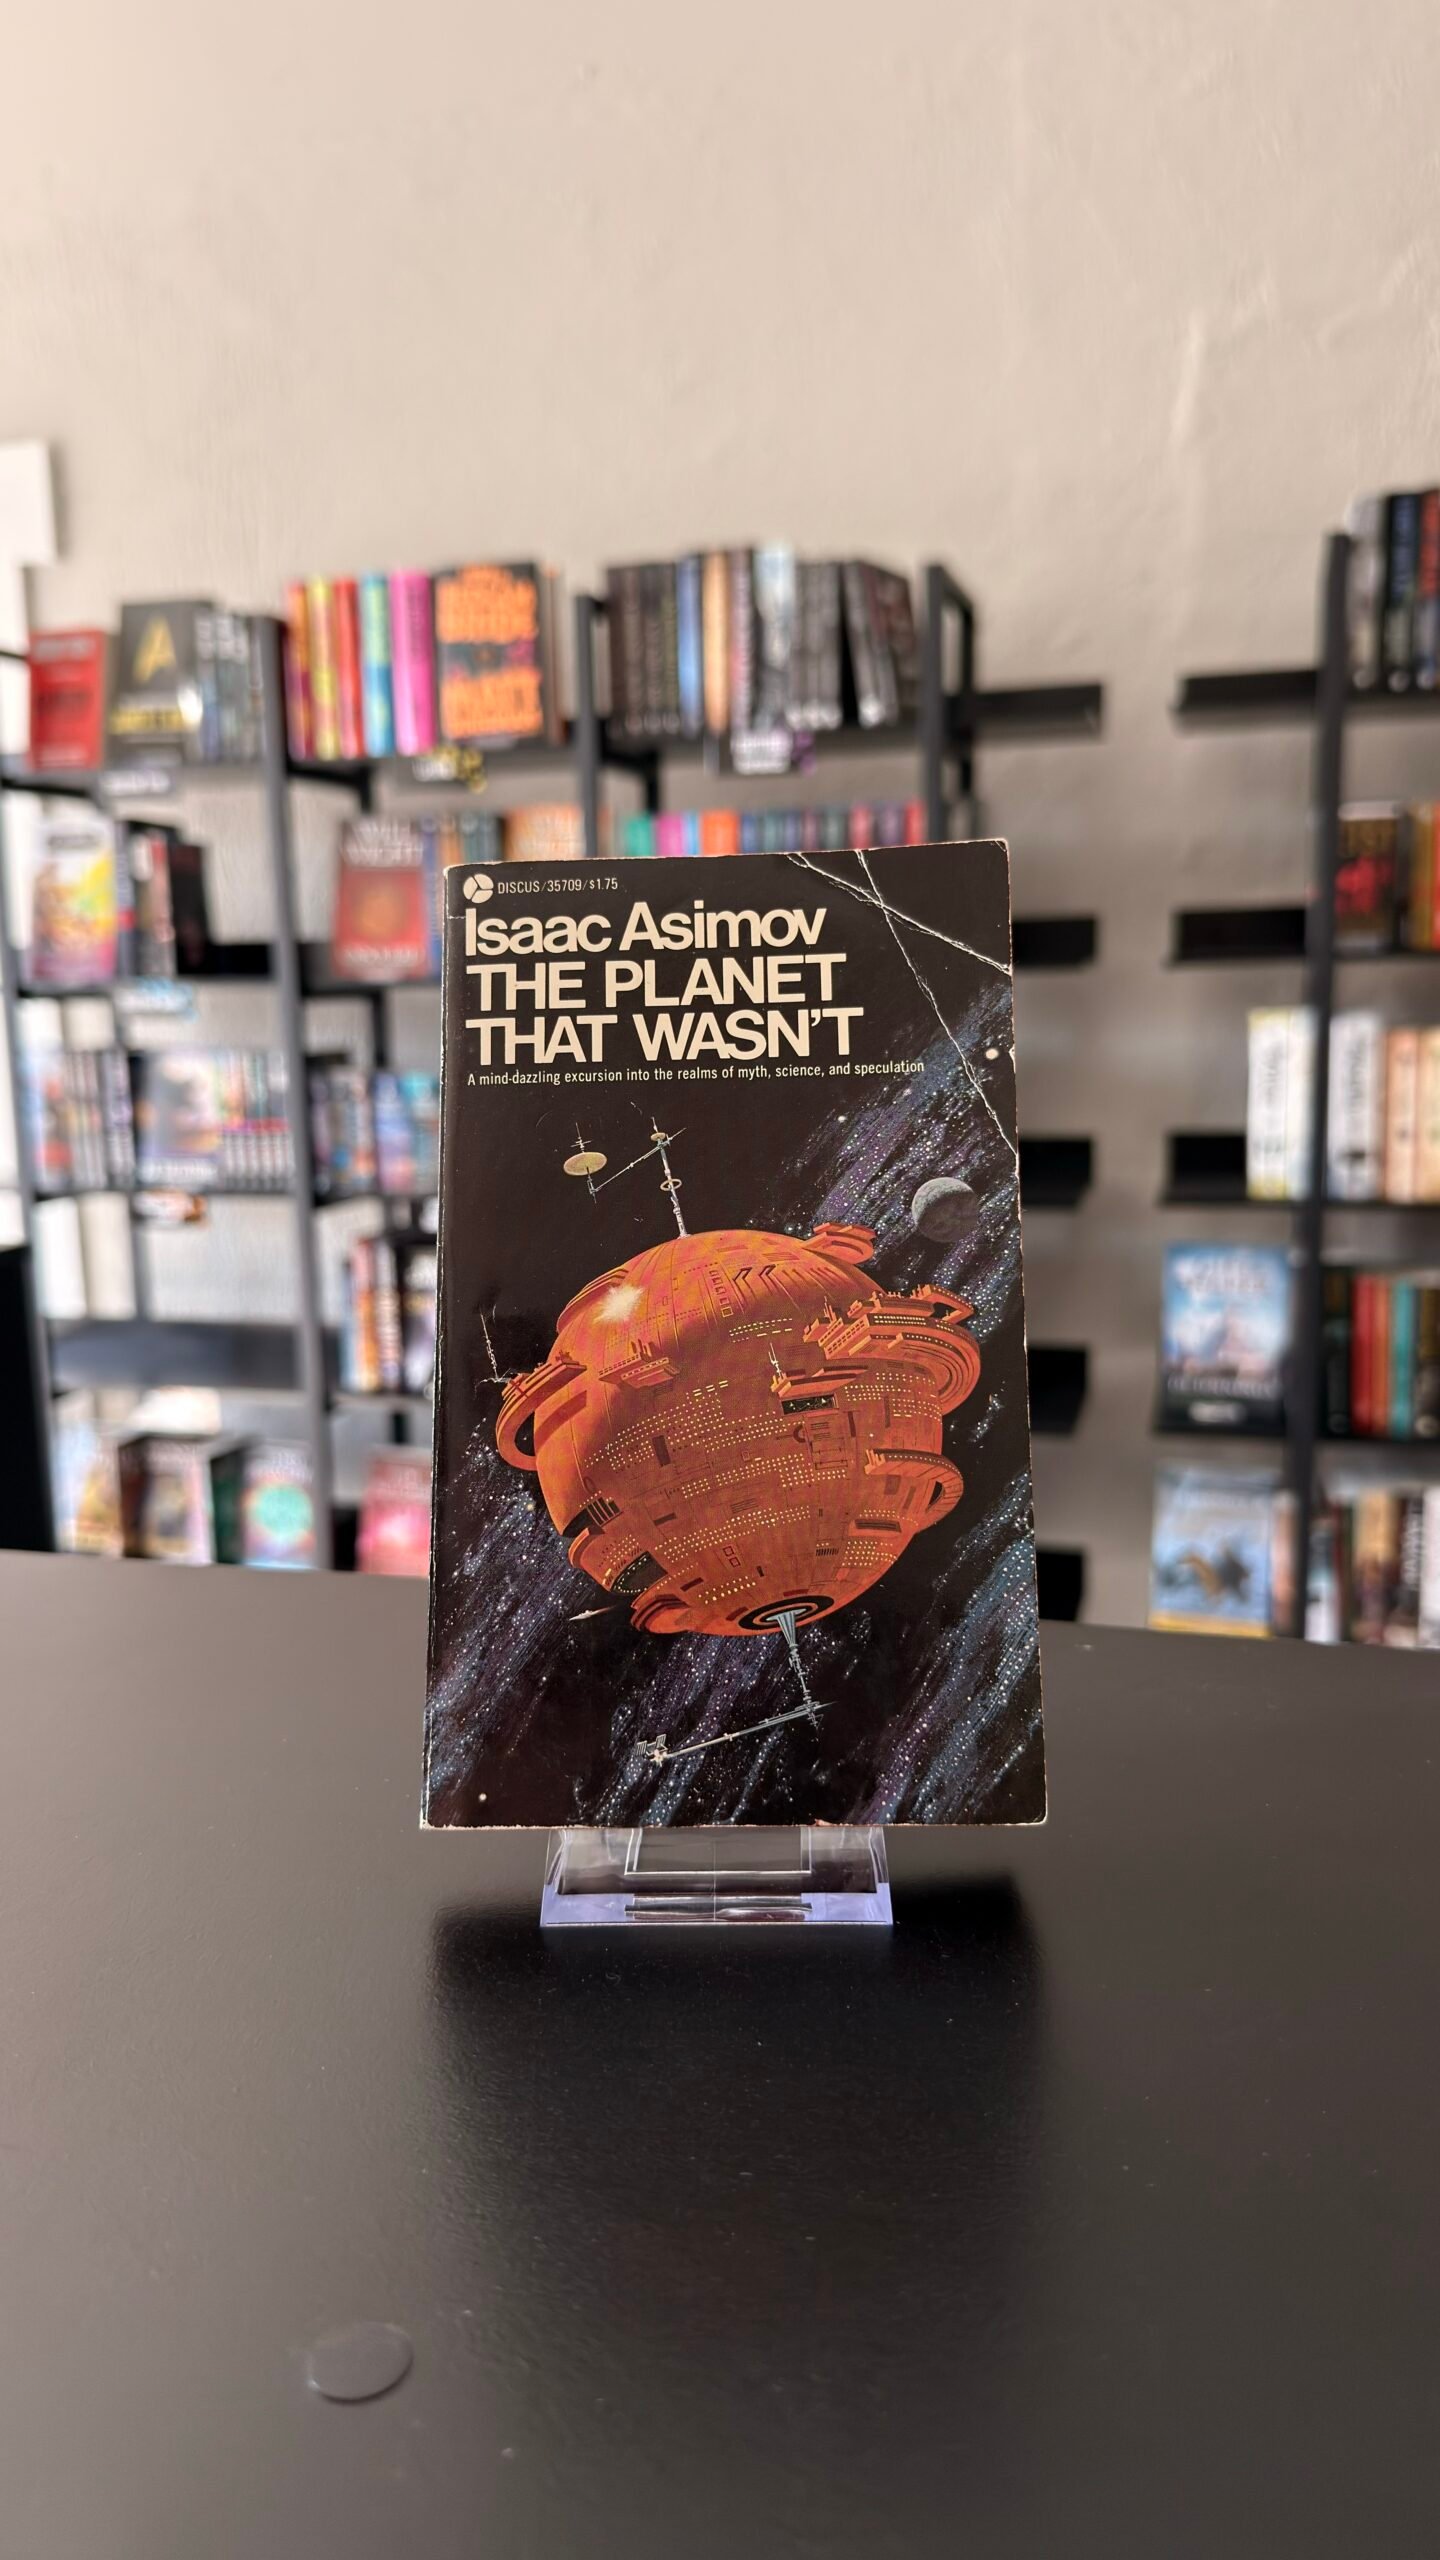 DISCUS/35709/$1.75
Isaac Asimov
THE PLANET
THAT WASN'T
A mind-dazzling excursion into the realms of myth, science, and speculation